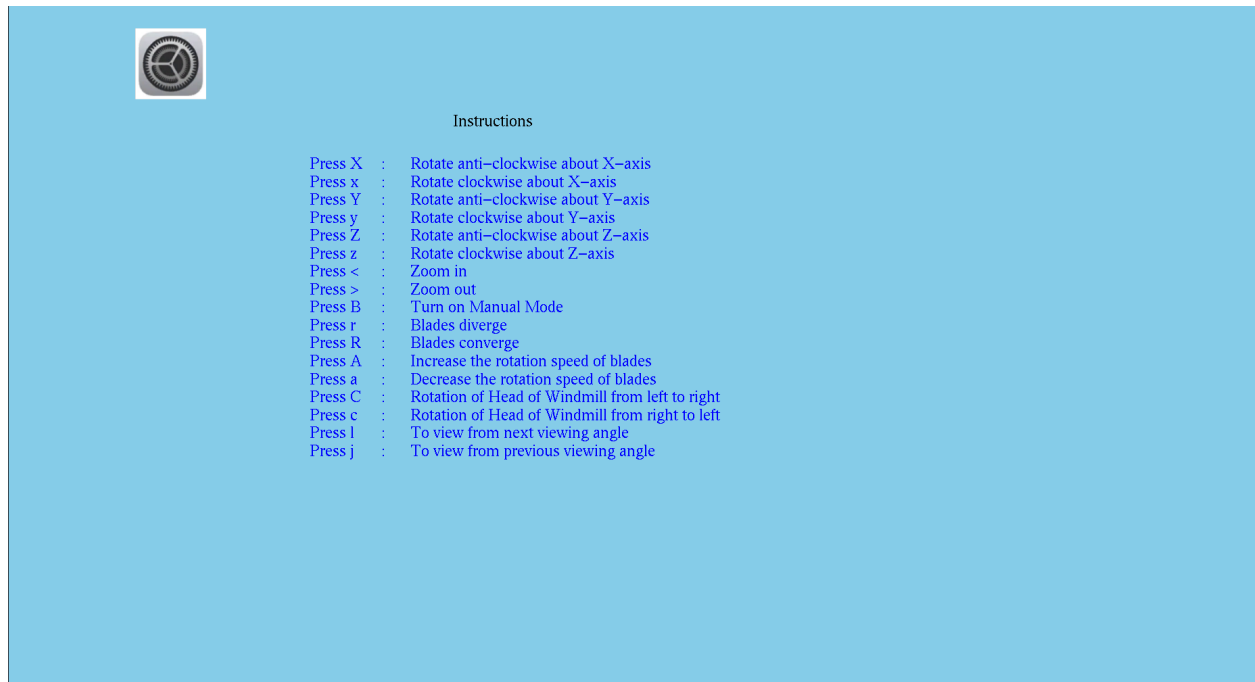 Instructions
Press X : Rotate anti−clockwise about X−axis
Press x : Rotate clockwise about X−axis
Press Y : Rotate anti−clockwise about Y−axis
Press y : Rotate clockwise about Y−axis
Press Z : Rotate anti−clockwise about Z−axis
Press z : Rotate clockwise about Z−axis
Press < : Zoom in
Press > : Zoom out
Press B : Turn on Manual Mode
Press r : Blades diverge
Press R : Blades converge
Press A : Increase the rotation speed of blades
Press a : Decrease the rotation speed of blades
Press C : Rotation of Head of Windmill from left to right
Press c : Rotation of Head of Windmill from right to left
Press l : To view from next viewing angle
Press j : To view from previous viewing angle